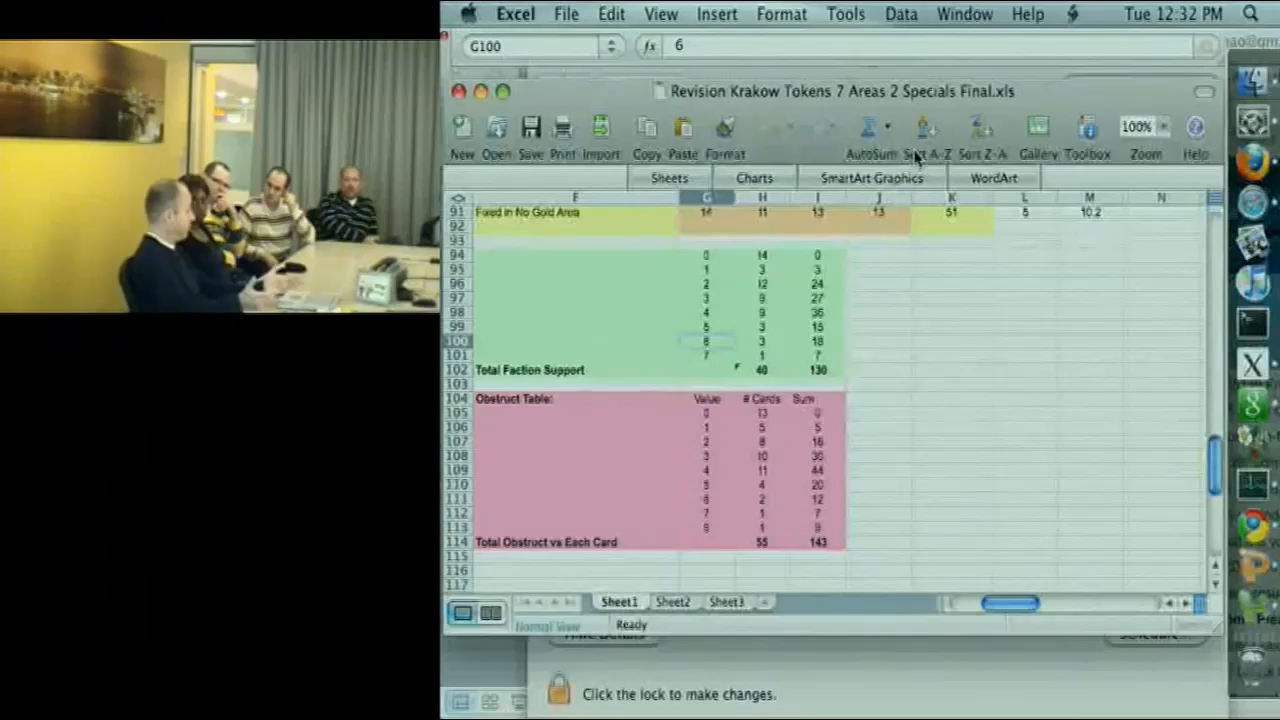 Excel File Edit View Insert Format Tools Data Window Help Tue 12:32 PM
G100 fx 6
Revision Krakow Tokens 7 Areas 2 Specials Final.xls
100%
New Open Save Print Import Copy Paste Format AutoSum Sort A-Z Sort Z-A Gallery Toolbox Zoom Help
Sheets Charts SmartArt Graphics WordArt
F G H I J K L M N
91 Fixed in No Gold Area 14 11 13 13 51 5 10.2
92
93
94 0 14 0
95 1 3 3
96 2 12 24
97 3 9 27
98 4 9 36
99 5 3 15
100 6 3 18
101 7 1 7
102 Total Faction Support 40 130
103
104 Obstruct Table: Value # Cards Sum
105 0 13 0
106 1 5 5
107 2 8 16
108 3 10 30
109 4 11 44
110 5 4 20
111 6 2 12
112 7 1 7
113 9 1 9
114 Total Obstruct vs Each Card 55 143
115
116
117
Sheet1 Sheet2 Sheet3
Normal View Ready
Click the lock to make changes.